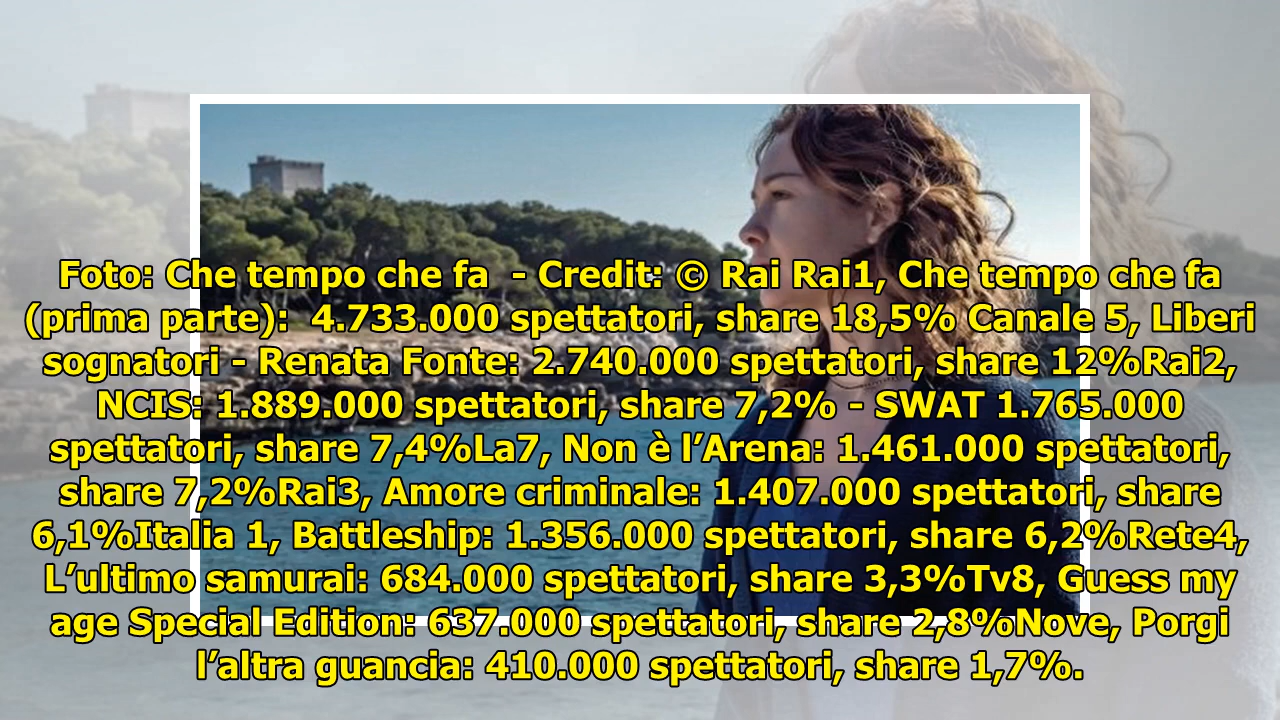 Foto: Che tempo che fa  - Credit: © Rai Rai1, Che tempo che fa
(prima parte):  4.733.000 spettatori, share 18,5% Canale 5, Liberi
sognatori - Renata Fonte: 2.740.000 spettatori, share 12%Rai2,
NCIS: 1.889.000 spettatori, share 7,2% - SWAT 1.765.000
spettatori, share 7,4%La7, Non è l’Arena: 1.461.000 spettatori,
share 7,2%Rai3, Amore criminale: 1.407.000 spettatori, share
6,1%Italia 1, Battleship: 1.356.000 spettatori, share 6,2%Rete4,
L’ultimo samurai: 684.000 spettatori, share 3,3%Tv8, Guess my
age Special Edition: 637.000 spettatori, share 2,8%Nove, Porgi
l’altra guancia: 410.000 spettatori, share 1,7%.